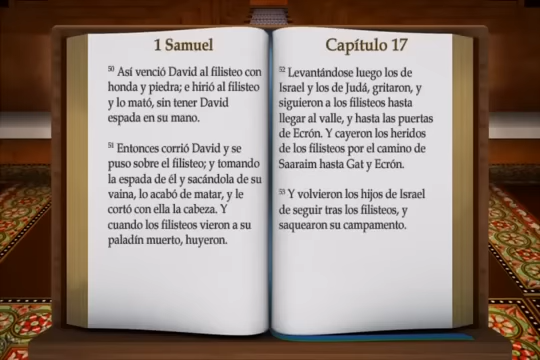 1 Samuel
50 Así venció David al filisteo con
honda y piedra; e hirió al filisteo
y lo mató, sin tener David
espada en su mano.
51 Entonces corrió David y se
puso sobre el filisteo; y tomando
la espada de él y sacándola de su
vaina, lo acabó de matar, y le
cortó con ella la cabeza. Y
cuando los filisteos vieron a su
paladín muerto, huyeron.
Capítulo 17
52 Levantándose luego los de
Israel y los de Judá, gritaron, y
siguieron a los filisteos hasta
llegar al valle, y hasta las puertas
de Ecrón. Y cayeron los heridos
de los filisteos por el camino de
Saaraim hasta Gat y Ecrón.
53 Y volvieron los hijos de Israel
de seguir tras los filisteos, y
saquearon su campamento.